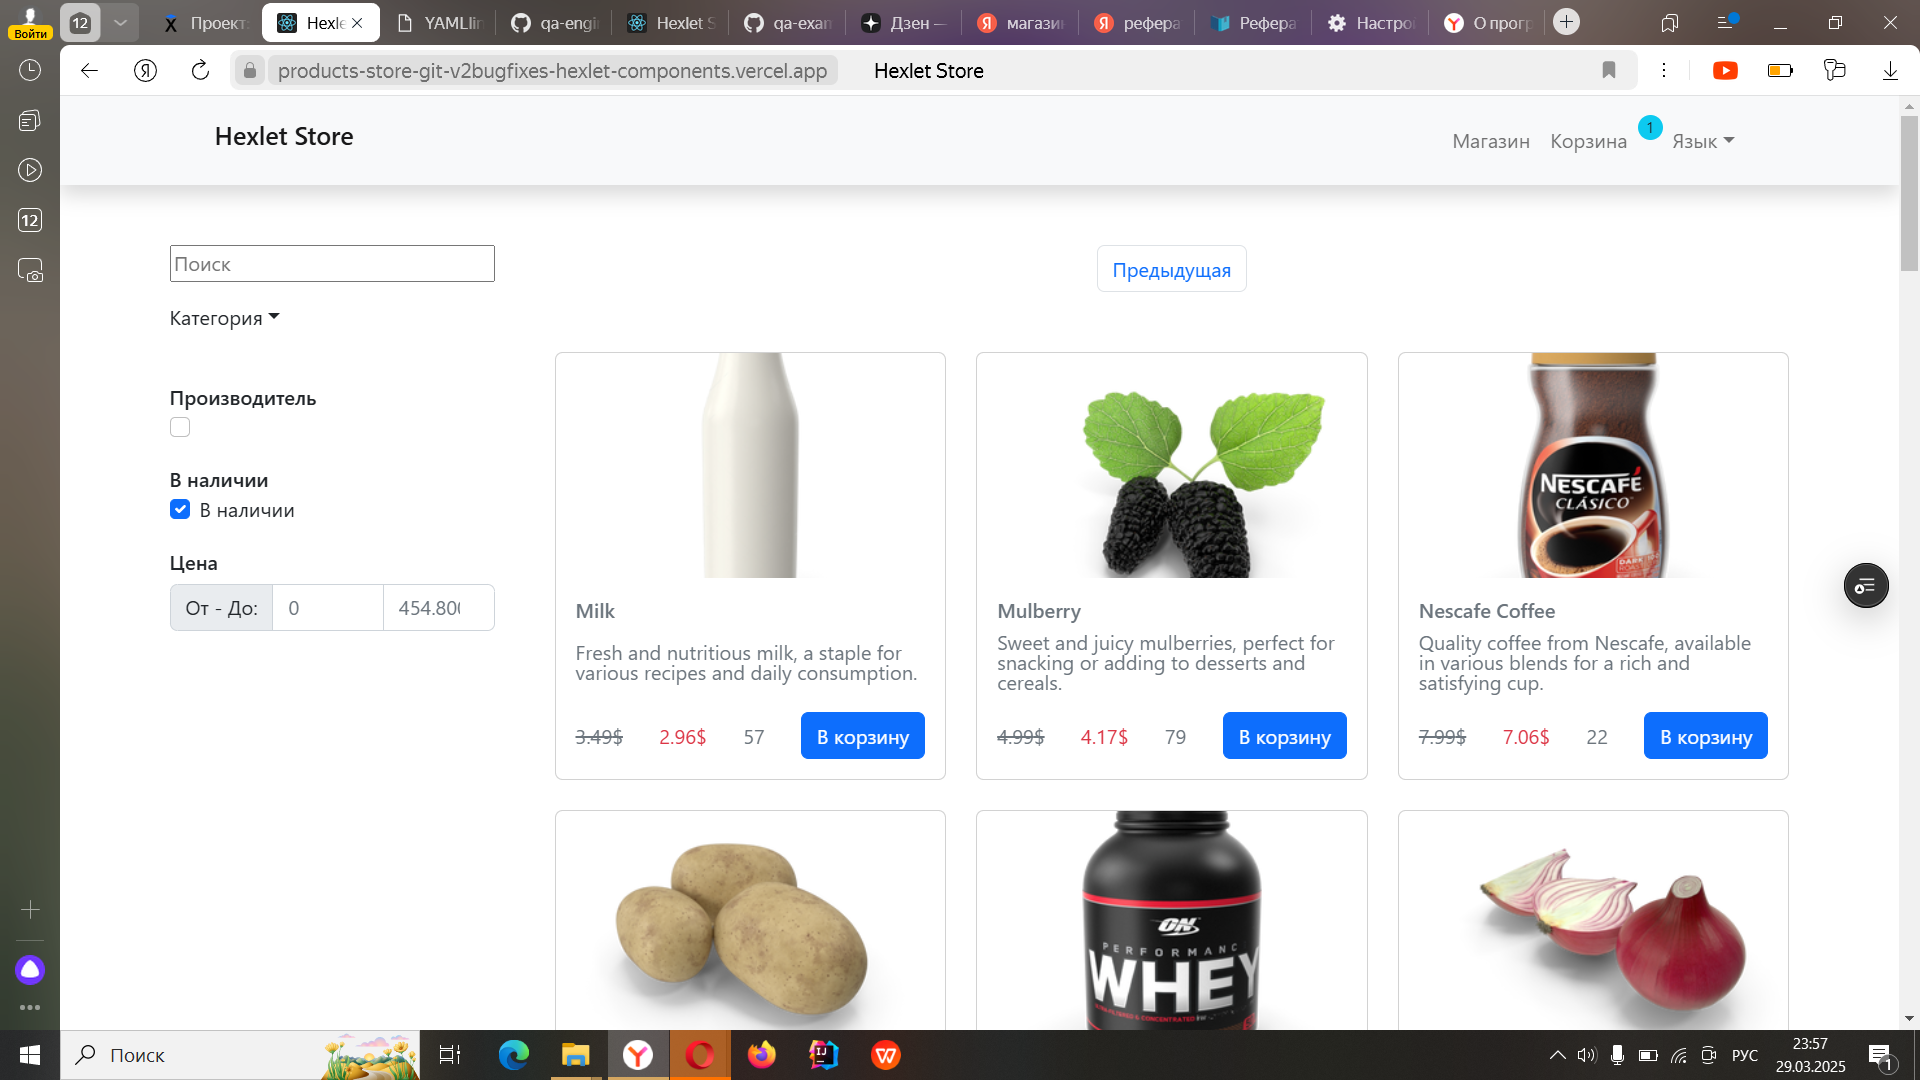 Войти
12
Проект
Hexle
YAMLlin
qa-engi
Hexlet S
qa-exam
Дзен —
магази
рефера
Рефера
Настро
О прогр
products-store-git-v2bugfixes-hexlet-components.vercel.app
Hexlet Store
12
Hexlet Store
Магазин
Корзина
1
Язык
Поиск
Предыдущая
Категория
Производитель
В наличии
В наличии
Цена
От - До:
0
454.80
Milk
Fresh and nutritious milk, a staple for
various recipes and daily consumption.
3.49$
2.96$
57
В корзину
NESCAFÉ
CLÁSICO
Mulberry
Sweet and juicy mulberries, perfect for
snacking or adding to desserts and
cereals.
4.99$
4.17$
79
В корзину
Nescafe Coffee
Quality coffee from Nescafe, available
in various blends for a rich and
satisfying cup.
7.99$
7.06$
22
В корзину
ON
PERFORMANC
WHEY
Поиск
РУС
23:57
29.03.2025
1